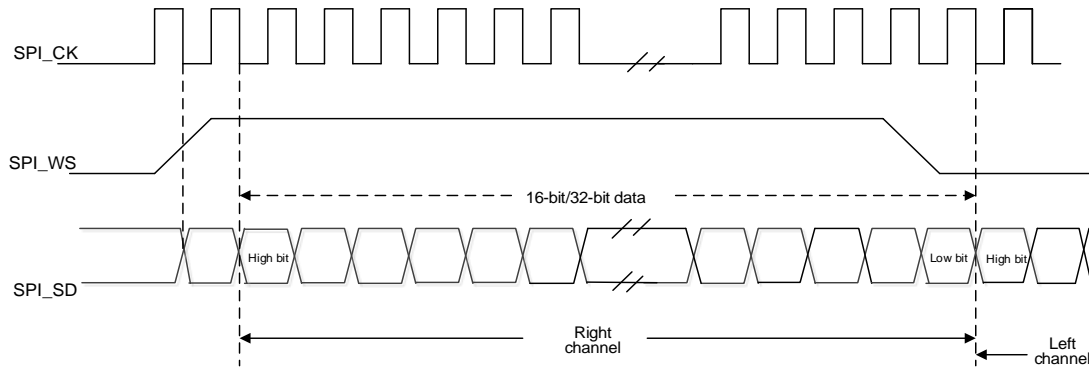 SPI_CK
SPI_WS
16-bit/32-bit data
High bit
Low bit
High bit
SPI_SD
Right
channel
Left
channel